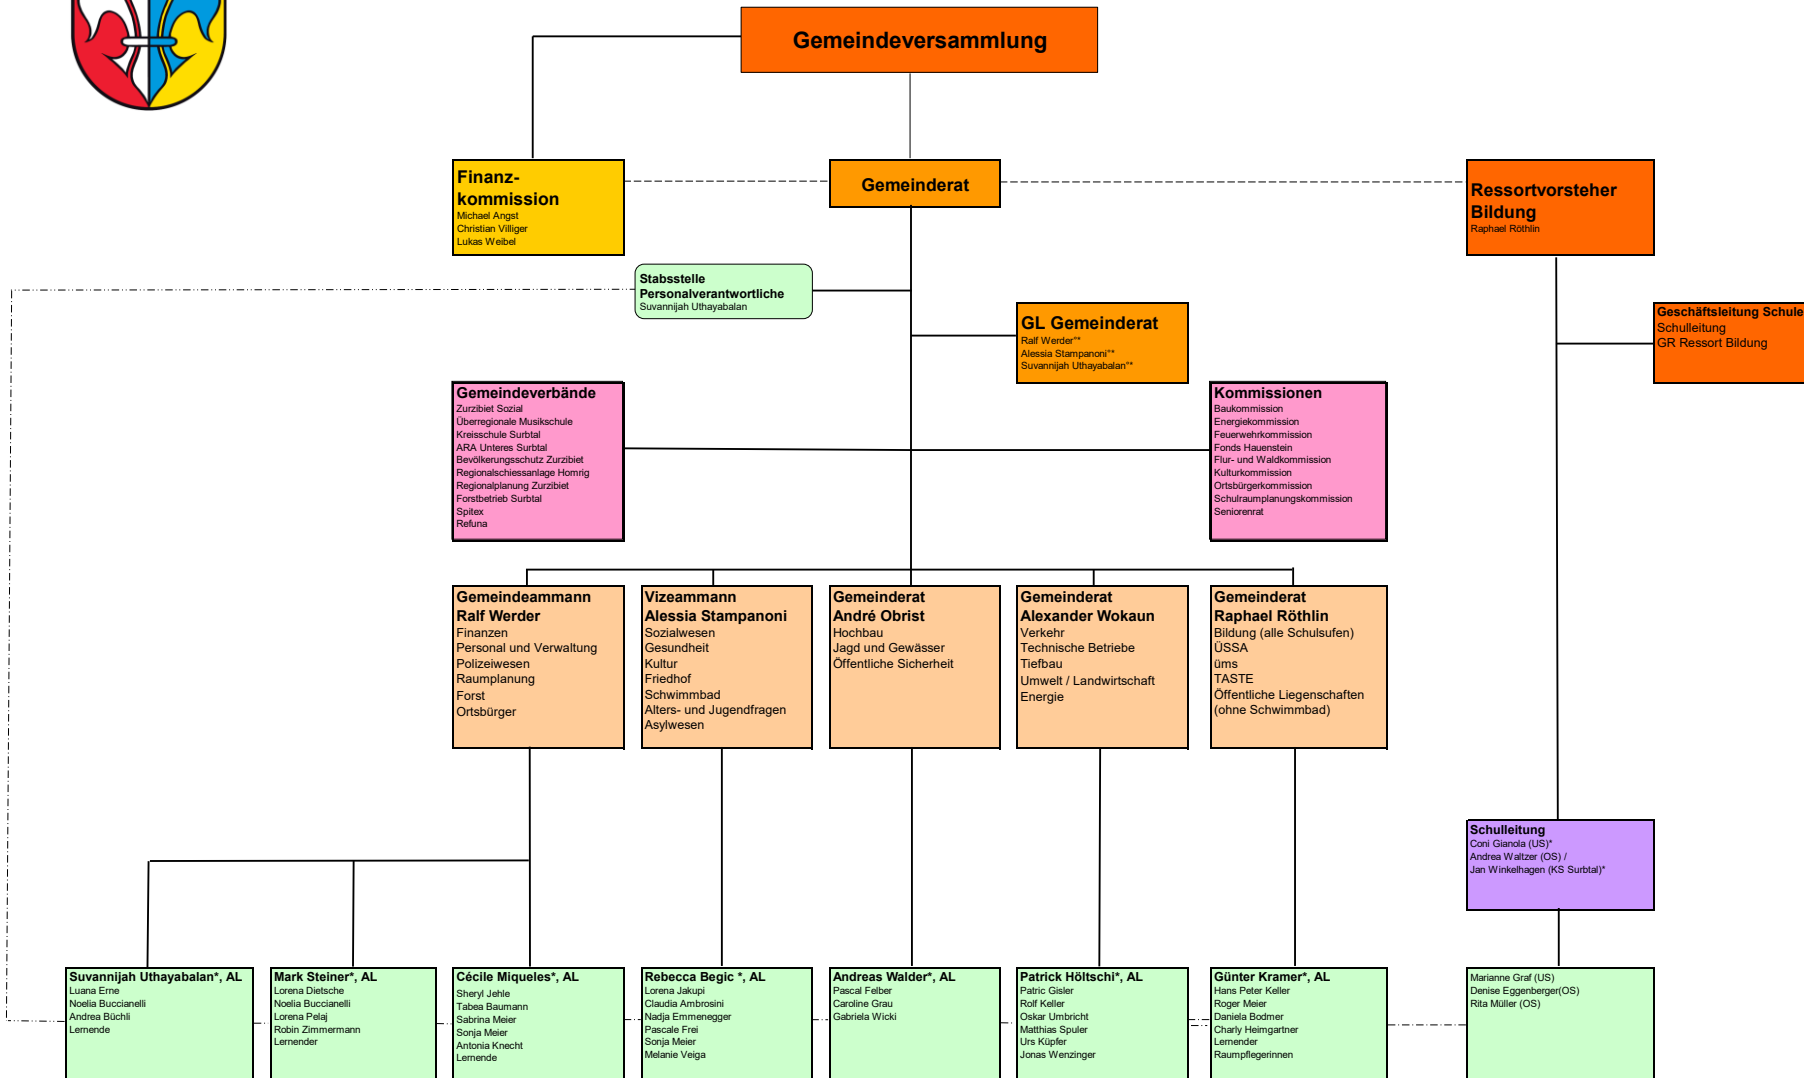 Gemeindeversammlung
Finanz-
kommission
Michael Angst
Christian Villiger
Lukas Weibel
Gemeinderat
Ressortvorsteher
Bildung
Raphael Röthlin
Stabsstelle
Personalverantwortliche
Suvannijah Uthayabalan
GL Gemeinderat
Ralf Werder°*
Alessia Stampanoni°*
Suvannijah Uthayabalan°*
Geschäftsleitung Schule
Schulleitung
GR Ressort Bildung
Gemeindeverbände
Zurzibiet Sozial
Überregionale Musikschule
Kreisschule Surbtal
ARA Unteres Surbtal
Bevölkerungsschutz Zurzibiet
Regionalschiessanlage Homrig
Regionalplanung Zurzibiet
Forstbetrieb Surbtal
Spitex
Refuna
Kommissionen
Baukommission
Energiekommission
Feuerwehrkommission
Fonds Hauenstein
Flur- und Waldkommission
Kulturkommission
Ortsbürgerkommission
Schulraumplanungskommission
Seniorenrat
Gemeindeammann
Ralf Werder
Finanzen
Personal und Verwaltung
Polizeiwesen
Raumplanung
Forst
Ortsbürger
Vizeammann
Alessia Stampanoni
Sozialwesen
Gesundheit
Kultur
Friedhof
Schwimmbad
Alters- und Jugendfragen
Asylwesen
Gemeinderat
André Obrist
Hochbau
Jagd und Gewässer
Öffentliche Sicherheit
Gemeinderat
Alexander Wokaun
Verkehr
Technische Betriebe
Tiefbau
Umwelt / Landwirtschaft
Energie
Gemeinderat
Raphael Röthlin
Bildung (alle Schulsufen)
ÜSSA
üms
TASTE
Öffentliche Liegenschaften
(ohne Schwimmbad)
Schulleitung
Coni Gianola (US)*
Andrea Waltzer (OS) /
Jan Winkelhagen (KS Surbtal)*
Suvannijah Uthayabalan*, AL
Luana Erne
Noelia Buccianelli
Andrea Büchli
Lernende
Mark Steiner*, AL
Lorena Dietsche
Noelia Buccianelli
Lorena Pelaj
Robin Zimmermann
Lernender
Cécile Miqueles*, AL
Sheryl Jehle
Tabea Baumann
Sabrina Meier
Sonja Meier
Antonia Knecht
Lernende
Rebecca Begic *, AL
Lorena Jakupi
Claudia Ambrosini
Nadja Emmenegger
Pascale Frei
Sonja Meier
Melanie Veiga
Andreas Walder*, AL
Pascal Felber
Caroline Grau
Gabriela Wicki
Patrick Höltschi*, AL
Patric Gisler
Rolf Keller
Oskar Umbricht
Matthias Spuler
Urs Küpfer
Jonas Wenzinger
Günter Kramer*, AL
Hans Peter Keller
Roger Meier
Daniela Bodmer
Charly Heimgartner
Lernender
Raumpflegerinnen
Marianne Graf (US)
Denise Eggenberger(OS)
Rita Müller (OS)